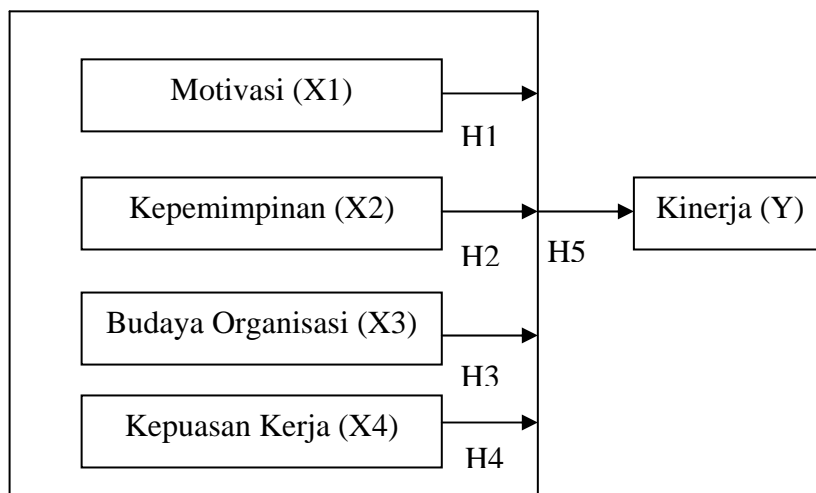 Motivasi (X1)
H1
Kepemimpinan (X2)
Kinerja (Y)
H2
H5
Budaya Organisasi (X3)
H3
Kepuasan Kerja (X4)
H4